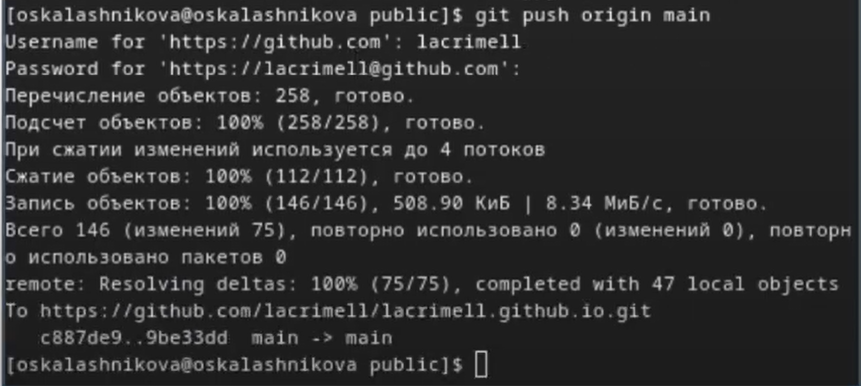 [oskalashnikova@oskalashnikova public]$ git push origin main
Username for 'https://github.com': lacrimell
Password for 'https://lacrimell@github.com':
Перечисление объектов: 258, готово.
Подсчет объектов: 100% (258/258), готово.
При сжатии изменений используется до 4 потоков
Сжатие объектов: 100% (112/112), готово.
Запись объектов: 100% (146/146), 508.90 КиБ | 8.34 МиБ/с, готово.
Всего 146 (изменений 75), повторно использовано 0 (изменений 0), повторн
о использовано пакетов 0
remote: Resolving deltas: 100% (75/75), completed with 47 local objects
To https://github.com/lacrimell/lacrimell.github.io.git
   c887de9..9be33dd  main -> main
[oskalashnikova@oskalashnikova public]$